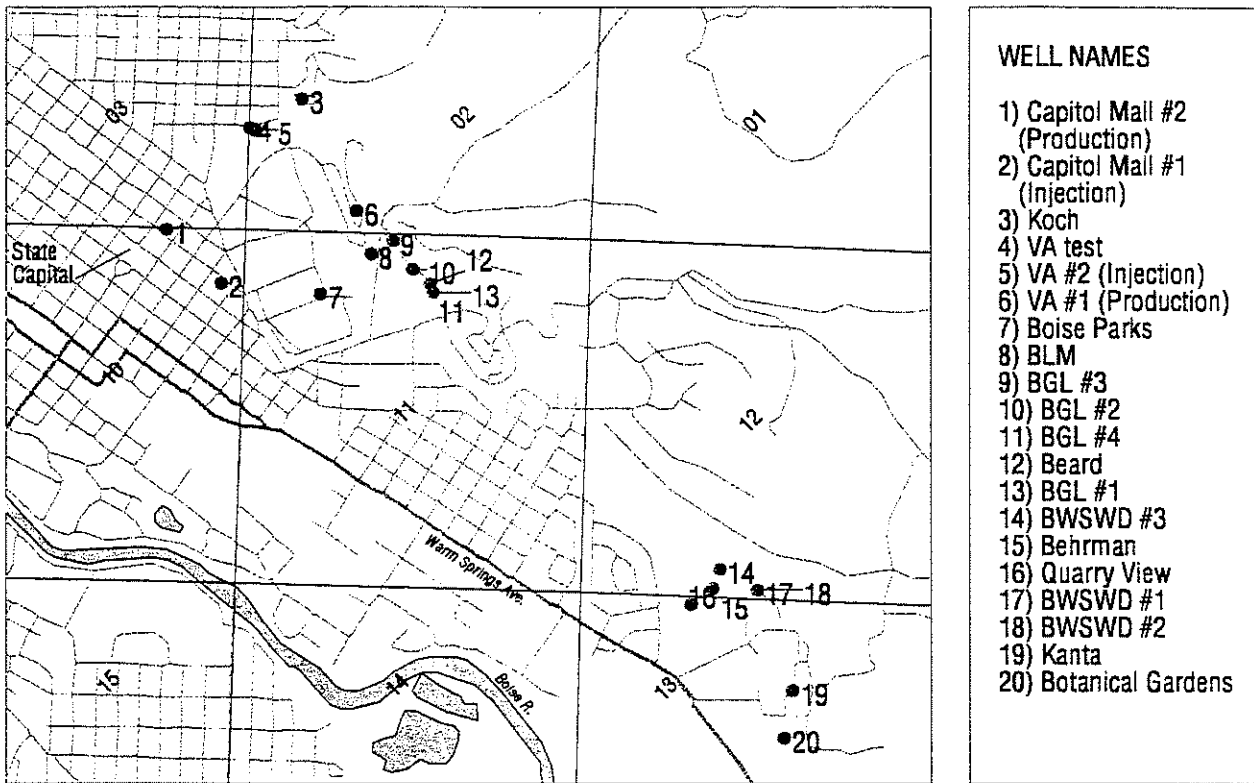 03
02
01
3
4
5
6
1
9
8
12
10
State
Capital
2
7
13
11
10
11
12
Warm Springs Ave.
14
16
17
18
15
15
14
Boise R.
13
19
20
WELL NAMES
1) Capitol Mall #2
(Production)
2) Capitol Mall #1
(Injection)
3) Koch
4) VA test
5) VA #2 (Injection)
6) VA #1 (Production)
7) Boise Parks
8) BLM
9) BGL #3
10) BGL #2
11) BGL #4
12) Beard
13) BGL #1
14) BWSWD #3
15) Behrman
16) Quarry View
17) BWSWD #1
18) BWSWD #2
19) Kanta
20) Botanical Gardens